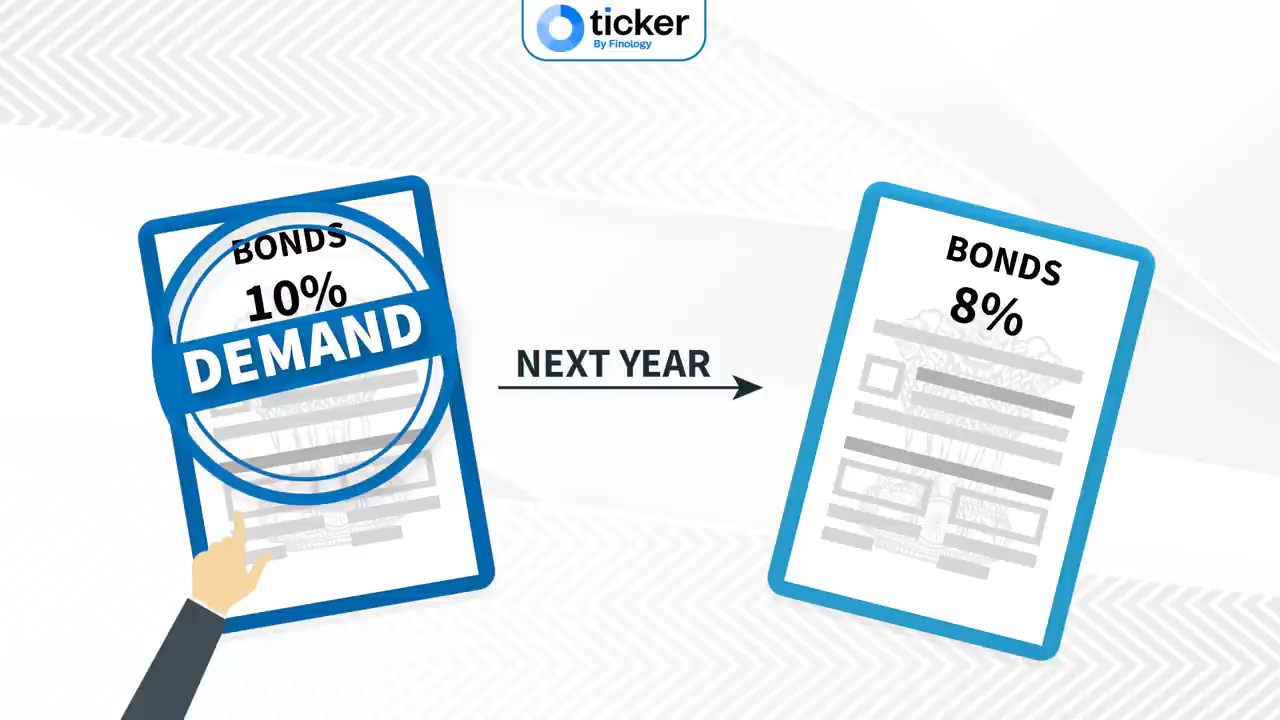 ticker
By Finology
BONDS
10%
DEMAND
NEXT YEAR
BONDS
8%